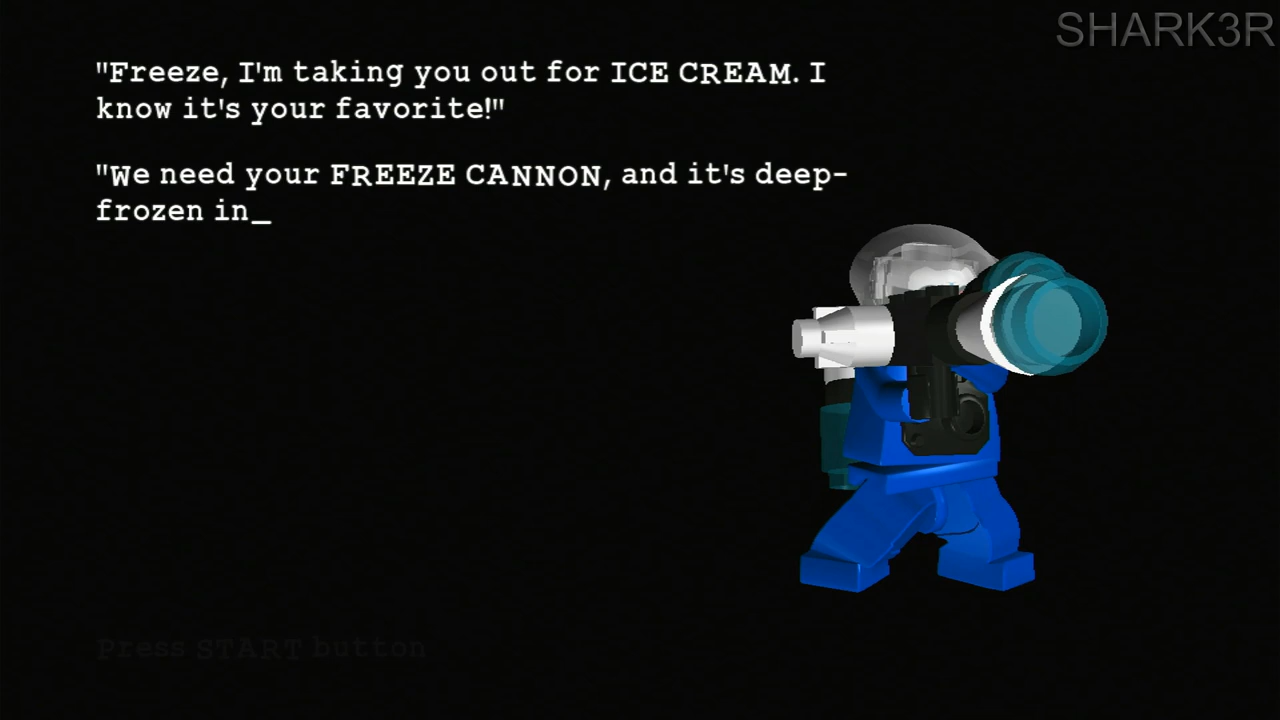 SHARK3R
"Freeze, I'm taking you out for ICE CREAM. I
know it's your favorite!"
"We need your FREEZE CANNON, and it's deep-
frozen in_
Press START button